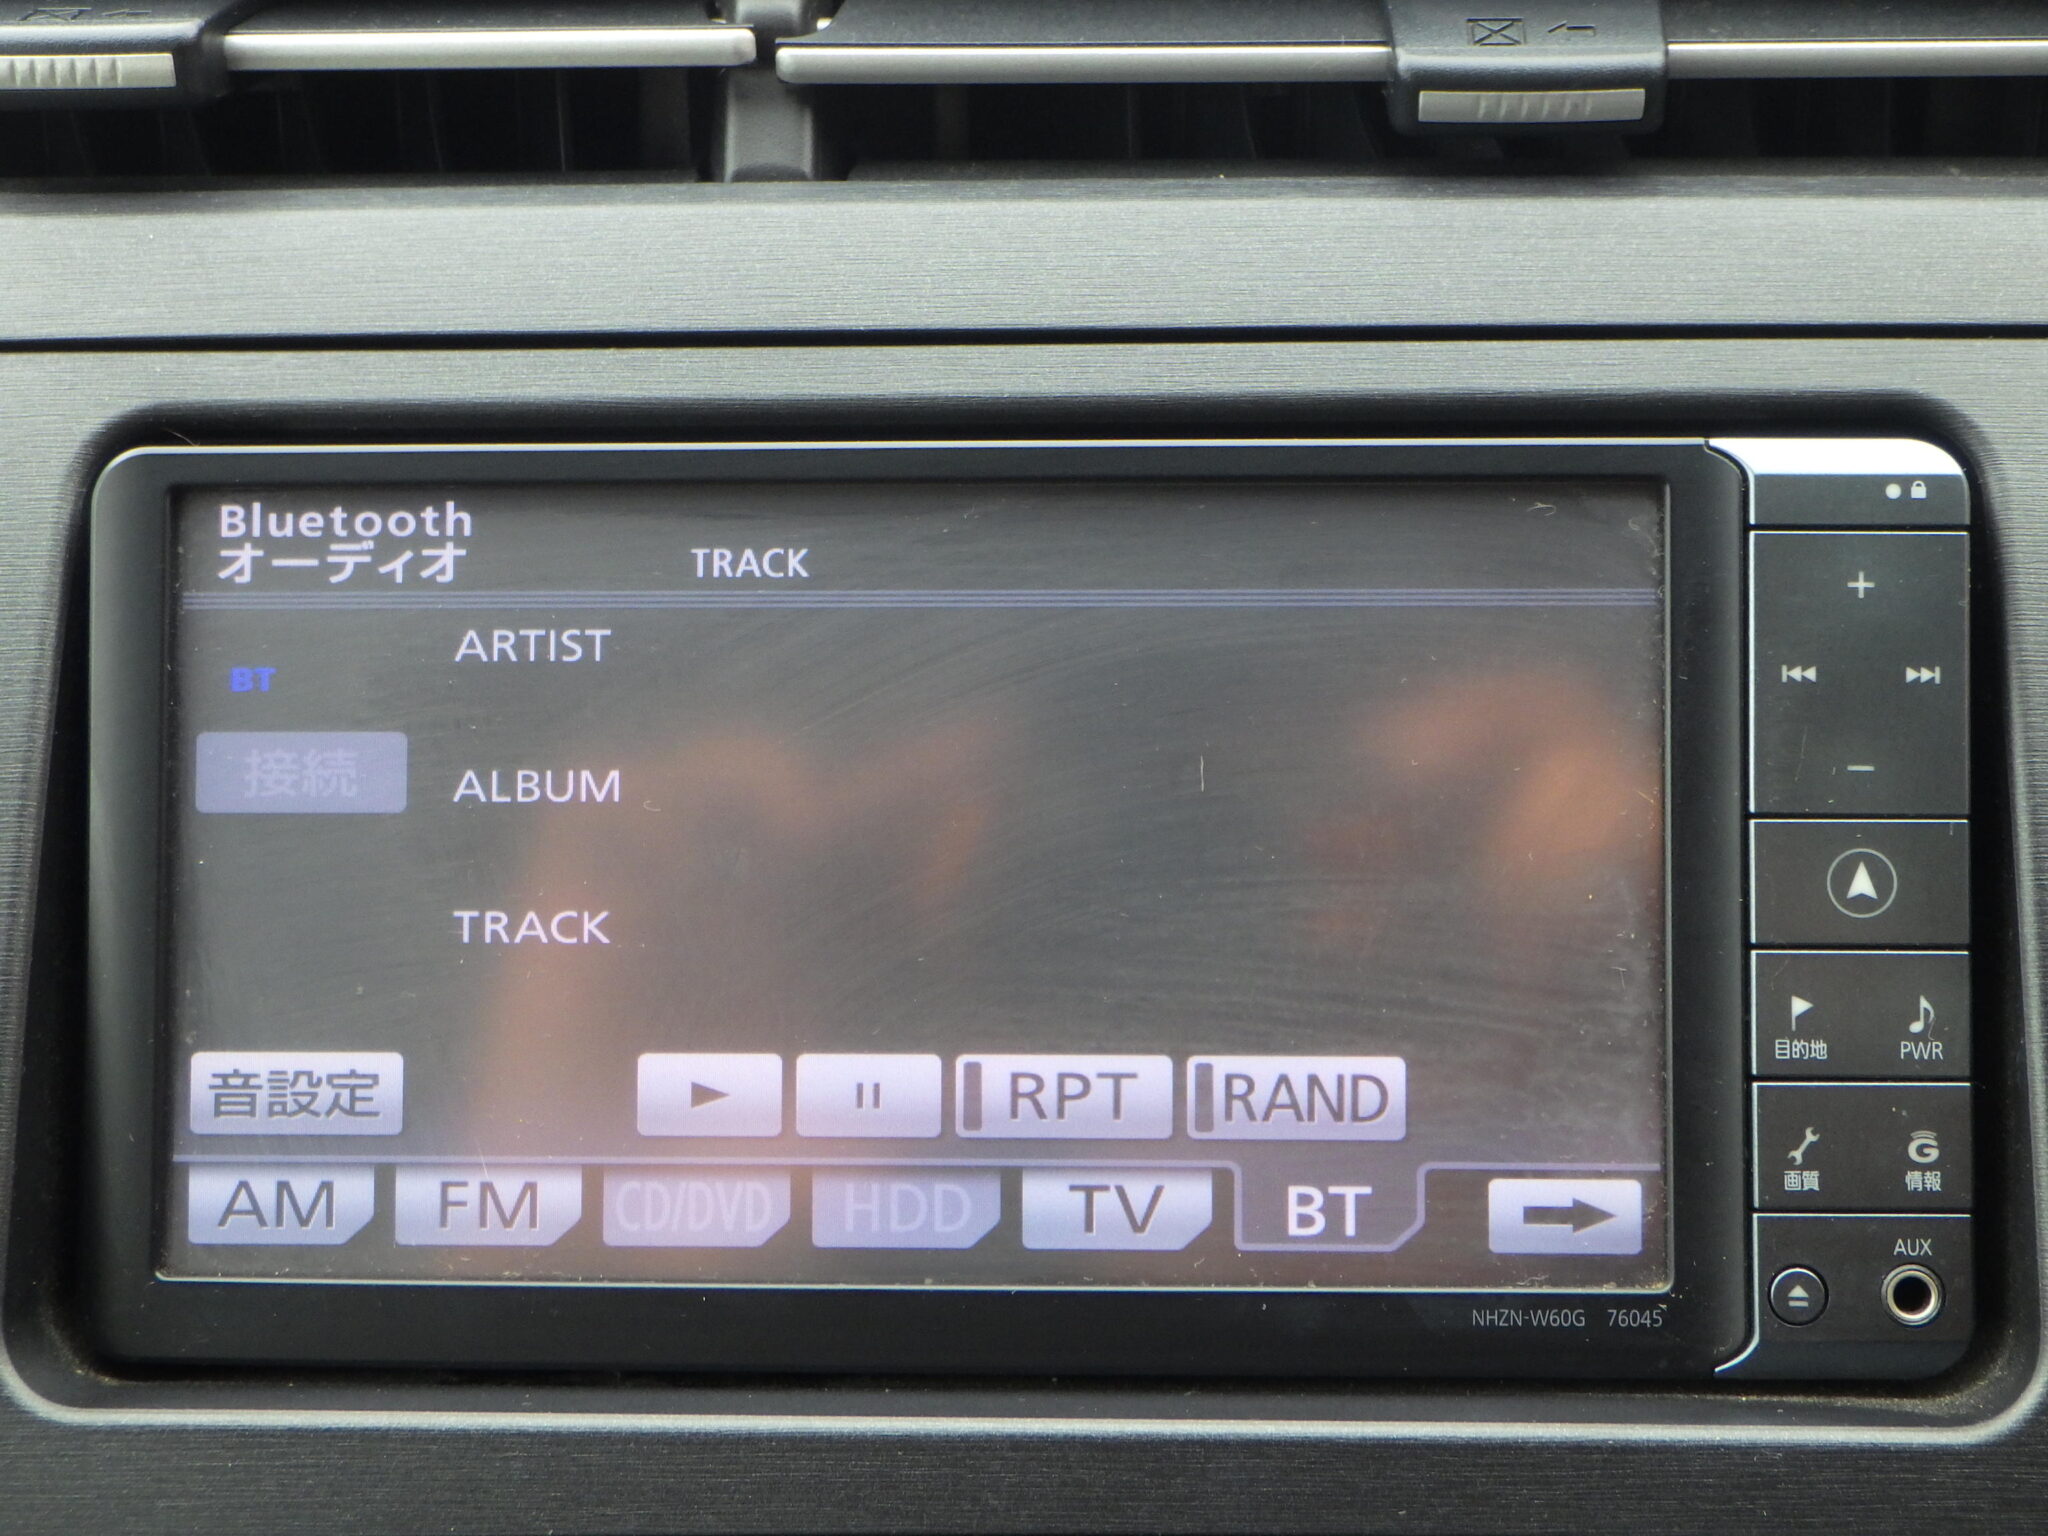 Bluetooth
オーディオ
TRACK
ARTIST
BT
接続
ALBUM
TRACK
音設定
RPT
RAND
AM
FM
CD/DVD
HDD
TV
BT
NHZN-W60G 76045
目的地
PWR
画質
G
情報
AUX